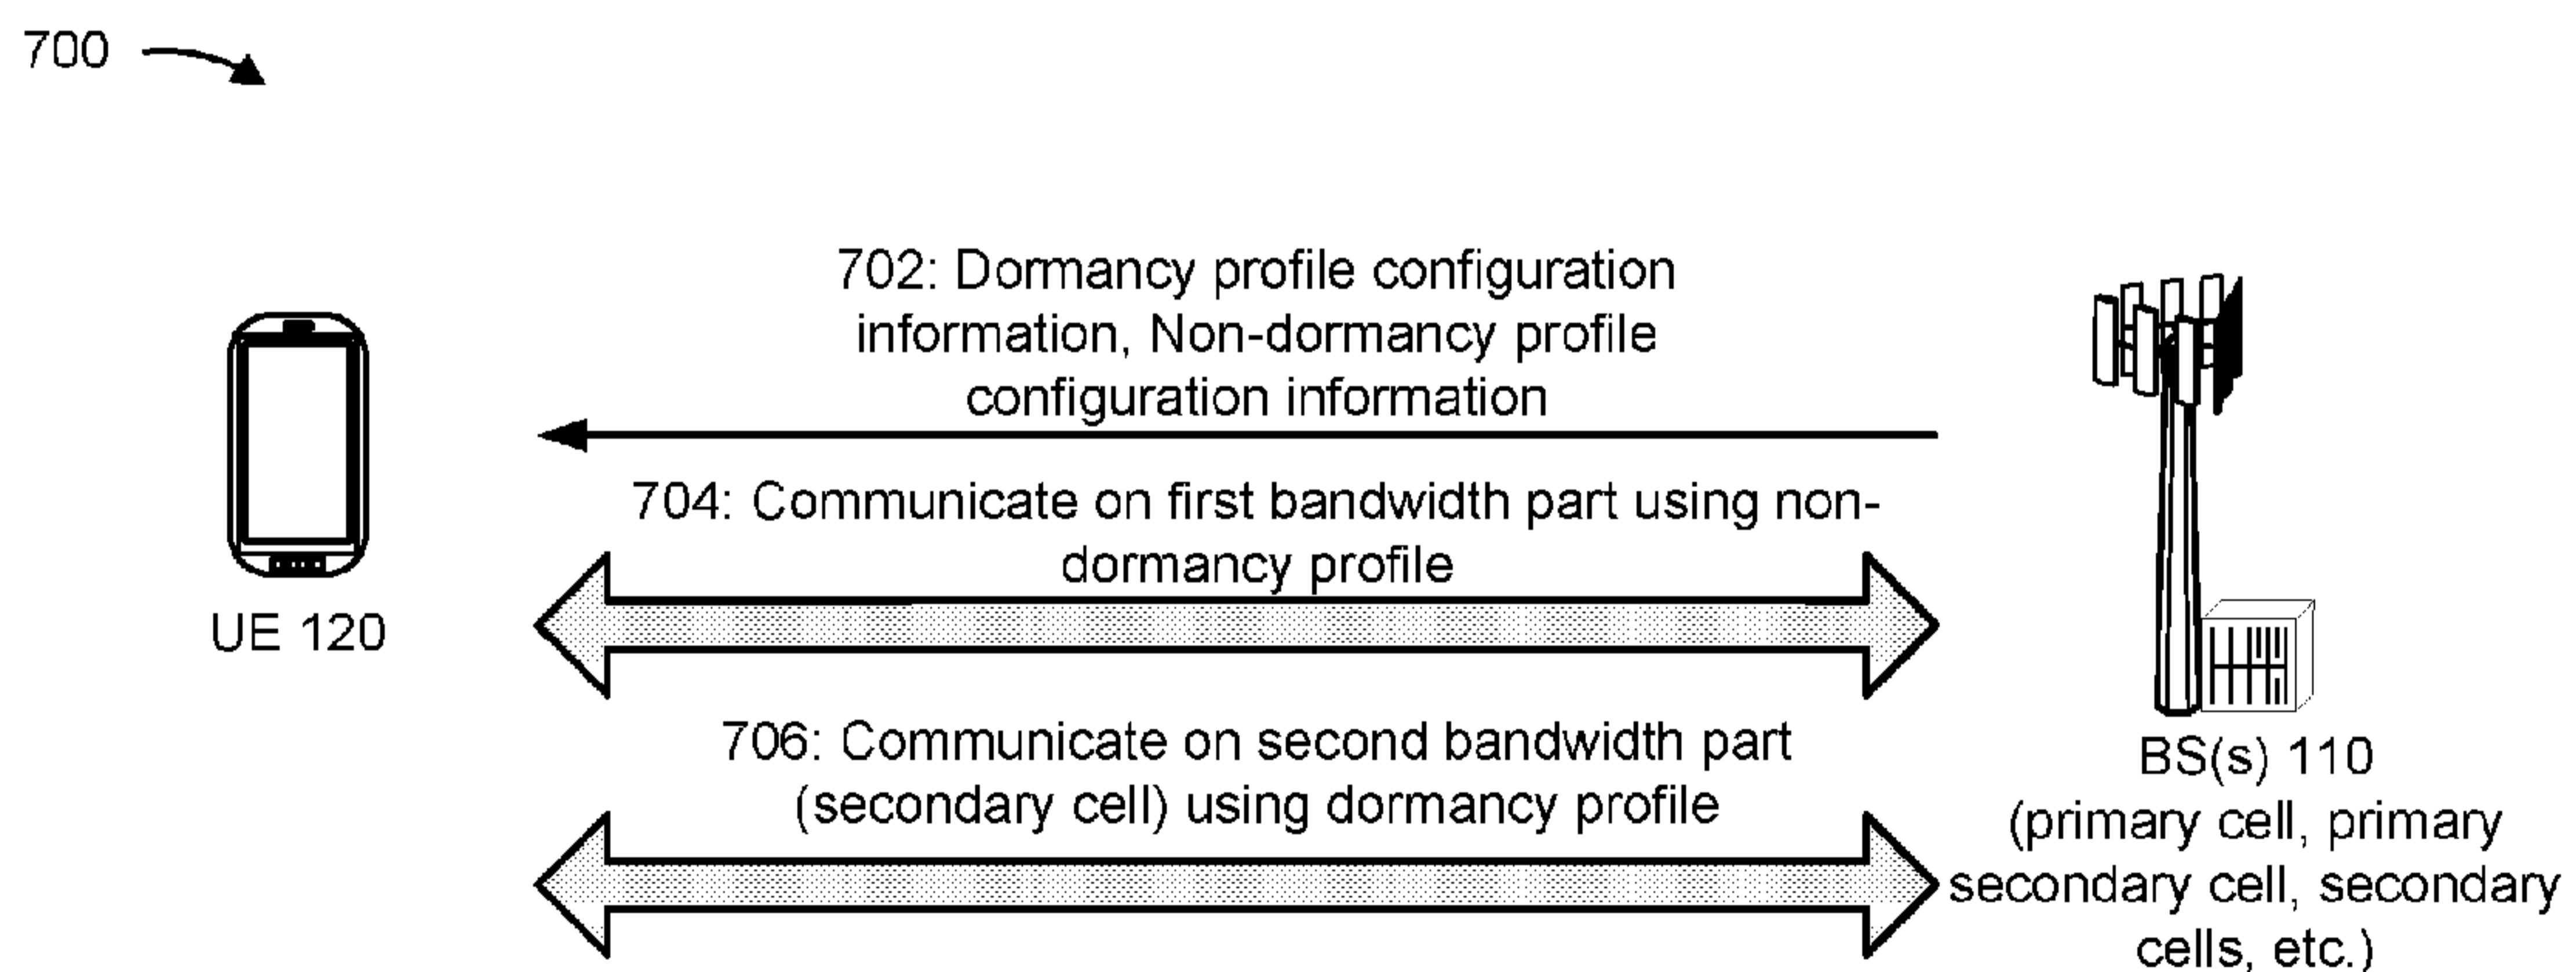 700
702: Dormancy profile configuration
information, Non-dormancy profile
configuration information
704: Communicate on first bandwidth part using non-
dormancy profile
UE 120
706: Communicate on second bandwidth part
(secondary cell) using dormancy profile
BS(s) 110
(primary cell, primary
secondary cell, secondary
cells, etc.)